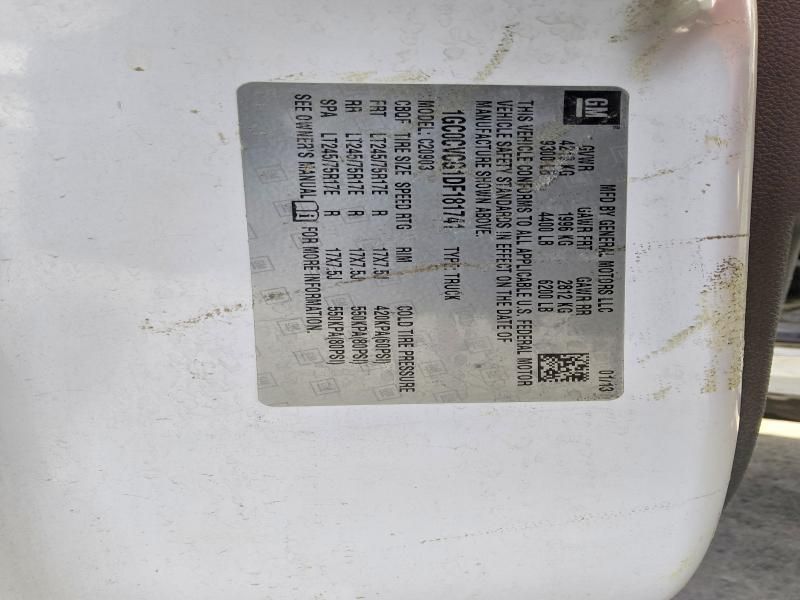 GM
MFD BY GENERAL MOTORS LLC 01/13
GVWR GAWR FRT GAWR RR
KG 1996 KG 2812 KG
9300 LB 4400 LB 6200 LB
THIS VEHICLE CONFORMS TO ALL APPLICABLE U.S. FEDERAL MOTOR
VEHICLE SAFETY STANDARDS IN EFFECT ON THE DATE OF
MANUFACTURE SHOWN ABOVE.
1GC0CVCG1DF181741 TYPE: TRUCK
MODEL: C20903
CBOF TIRE SIZE SPEED RTG RIM COLD TIRE PRESSURE
FRT LT245/75R17E R 17X7.5J 420KPA(60PSI)
RR LT245/75R17E R 17X7.5J 550KPA(80PSI)
SPA LT245/75R17E R 17X7.5J 550KPA(80PSI)
SEE OWNER'S MANUAL FOR MORE INFORMATION.